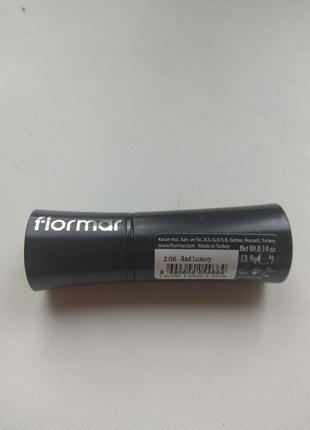 flormar
Kosan Koz. San. ve Tic. A.S. G.O.S.B. Gebze, Kocaeli, Turkey
www.flormar.com Made in Turkey Net Wt. 0.14 oz
(3.9g)
206 Red Luxury